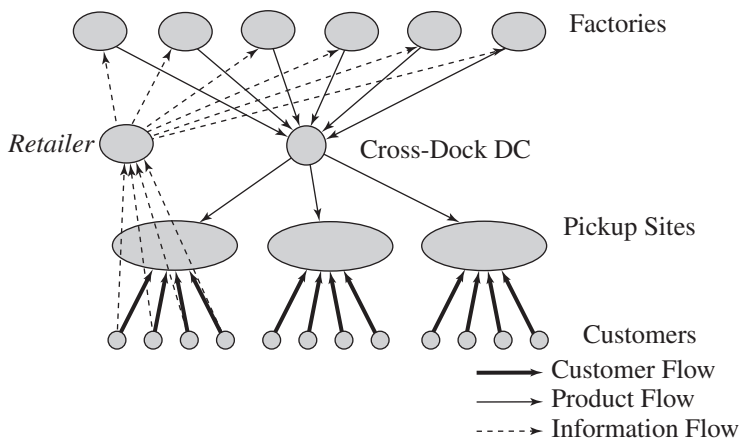 Factories
Retailer
Cross-Dock DC
Pickup Sites
Customers
Customer Flow
Product Flow
Information Flow